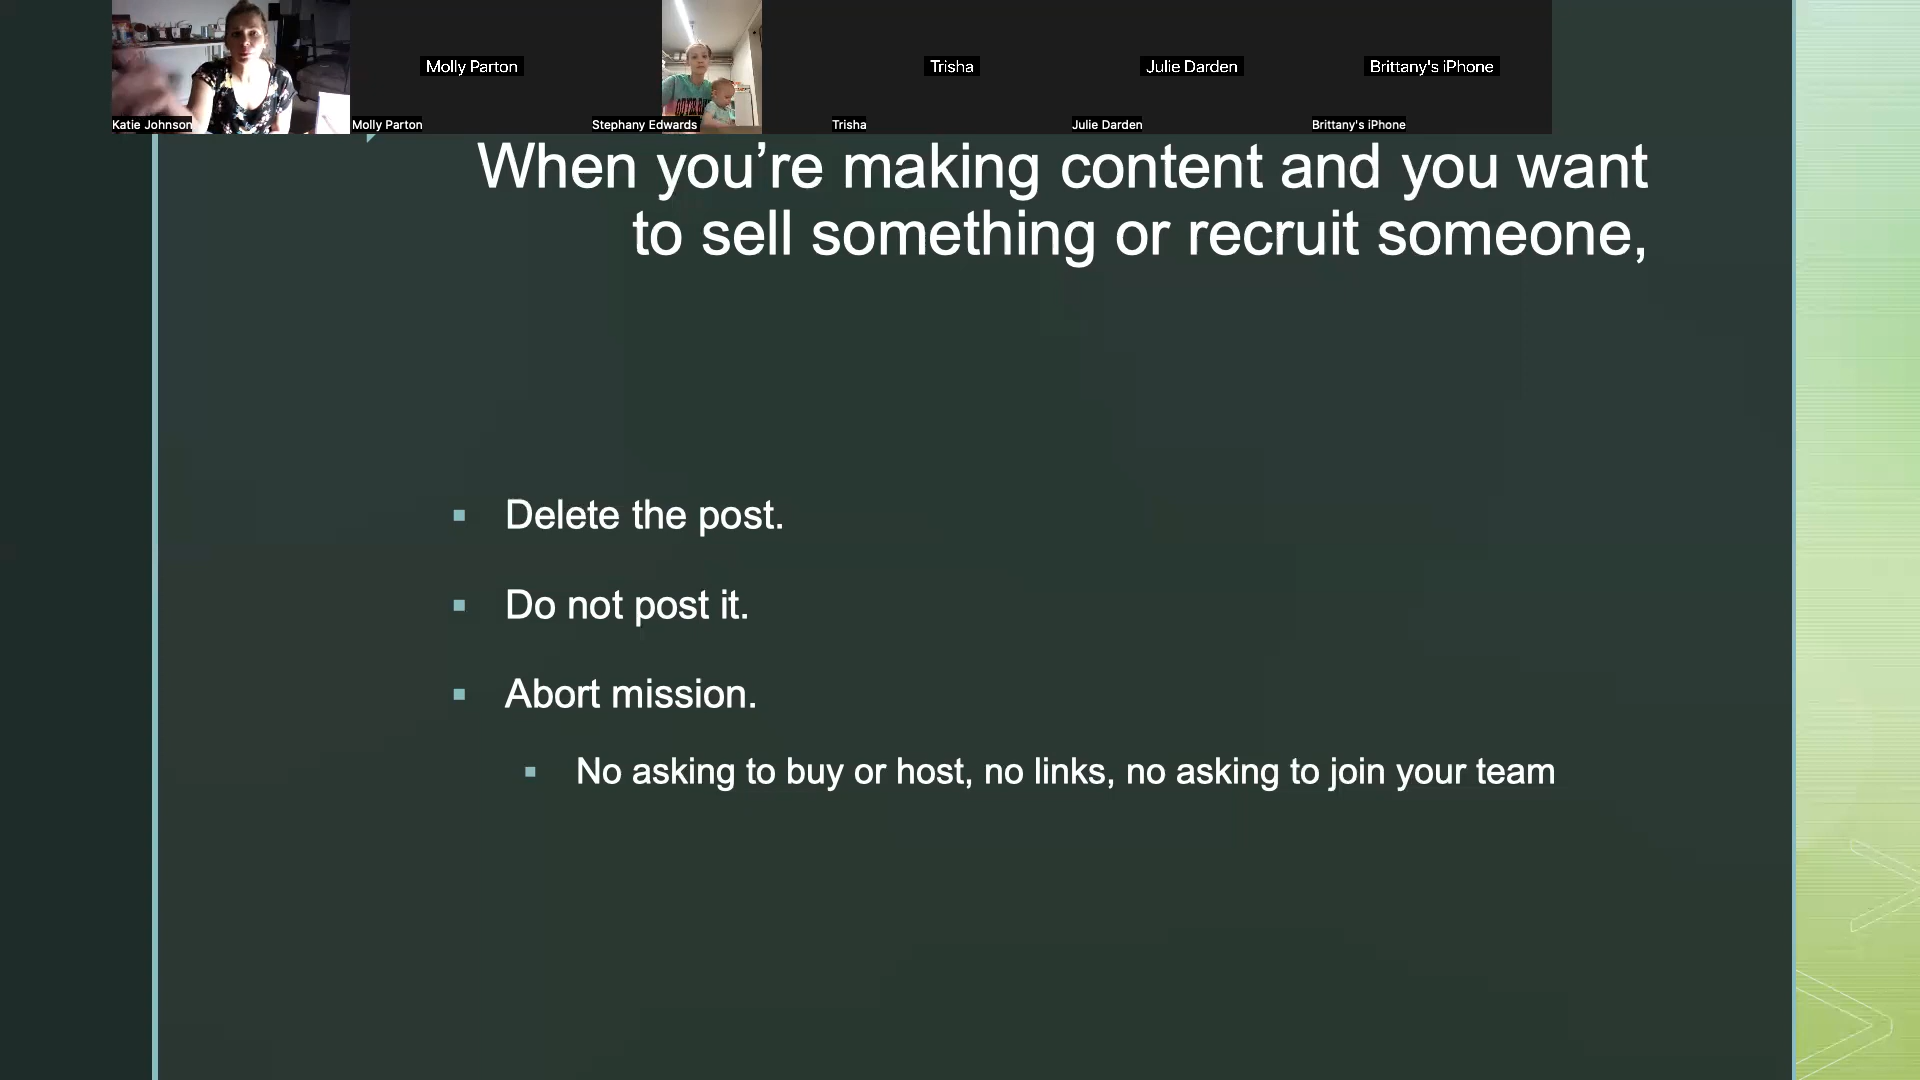 Molly Parton
Trisha
Julie Darden
Brittany's iPhone
Katie Johnson
Molly Parton
Stephany Edwards
Trisha
Julie Darden
Brittany's iPhone
When you’re making content and you want
to sell something or recruit someone,
Delete the post.
Do not post it.
Abort mission.
No asking to buy or host, no links, no asking to join your team